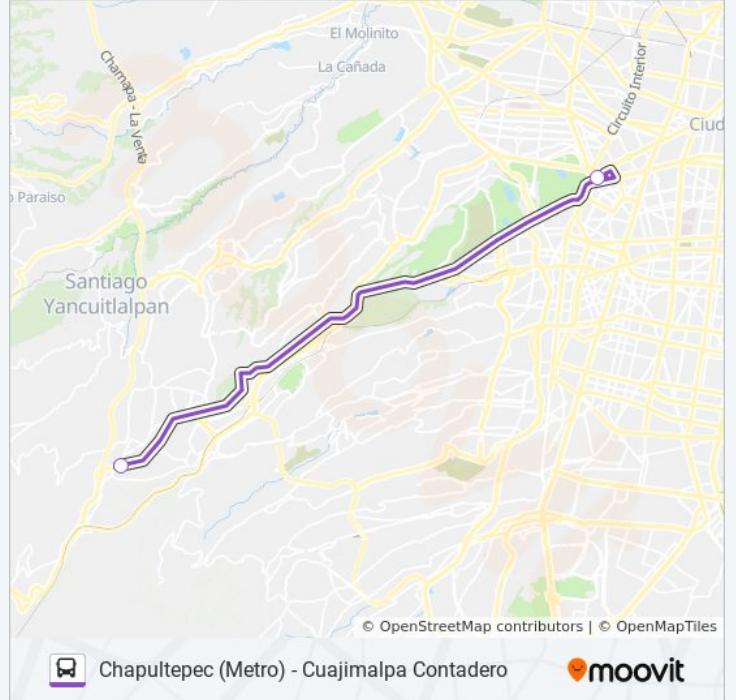 El Molinito
La Cañada
Chamapa - La Venta
Circuito Interior
Ciud
o Paraiso
Santiago
Yancuitlalpan
© OpenStreetMap contributors | © OpenMapTiles
Chapultepec (Metro) - Cuajimalpa Contadero
moovit